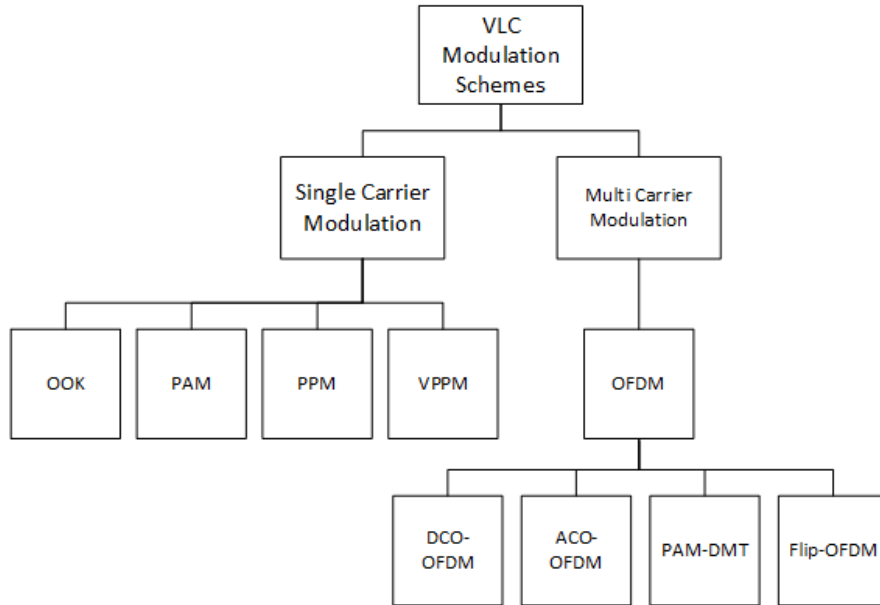 VLC
Modulation
Schemes
Single Carrier
Modulation
Multi Carrier
Modulation
OOK
PAM
PPM
VPPM
OFDM
DCO-
OFDM
ACO-
OFDM
PAM-DMT
Flip-OFDM